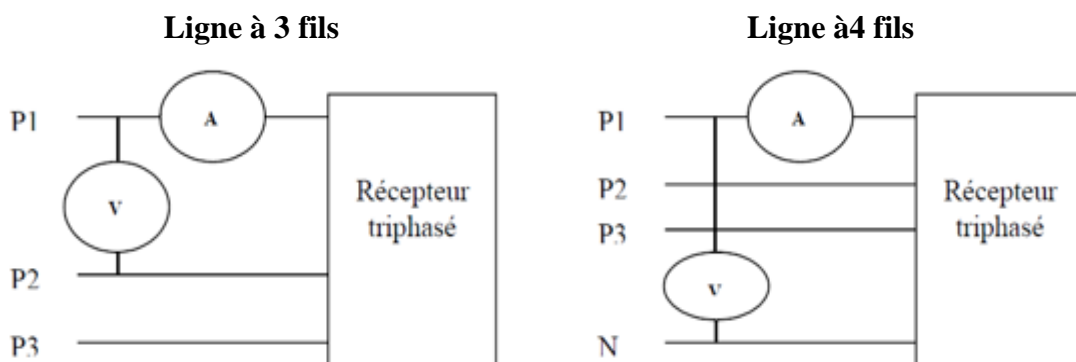 Ligne à 3 fils
P1
A
V
Récepteur
triphasé
P2
P3
Ligne à4 fils
P1
A
P2
P3
Récepteur
triphasé
V
N